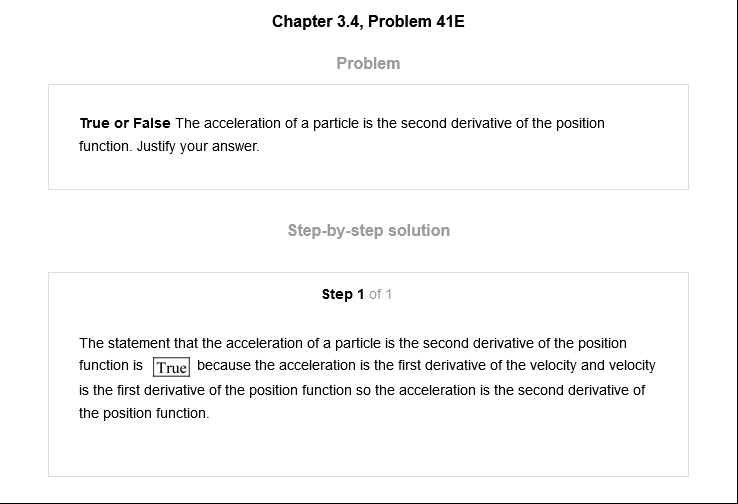 Chapter 3.4, Problem 41E
Problem
True or False The acceleration of a particle is the second derivative of the position
function. Justify your answer.
Step-by-step solution
Step 1 of 1
The statement that the acceleration of a particle is the second derivative of the position
function is True because the acceleration is the first derivative of the velocity and velocity
is the first derivative of the position function so the acceleration is the second derivative of
the position function.